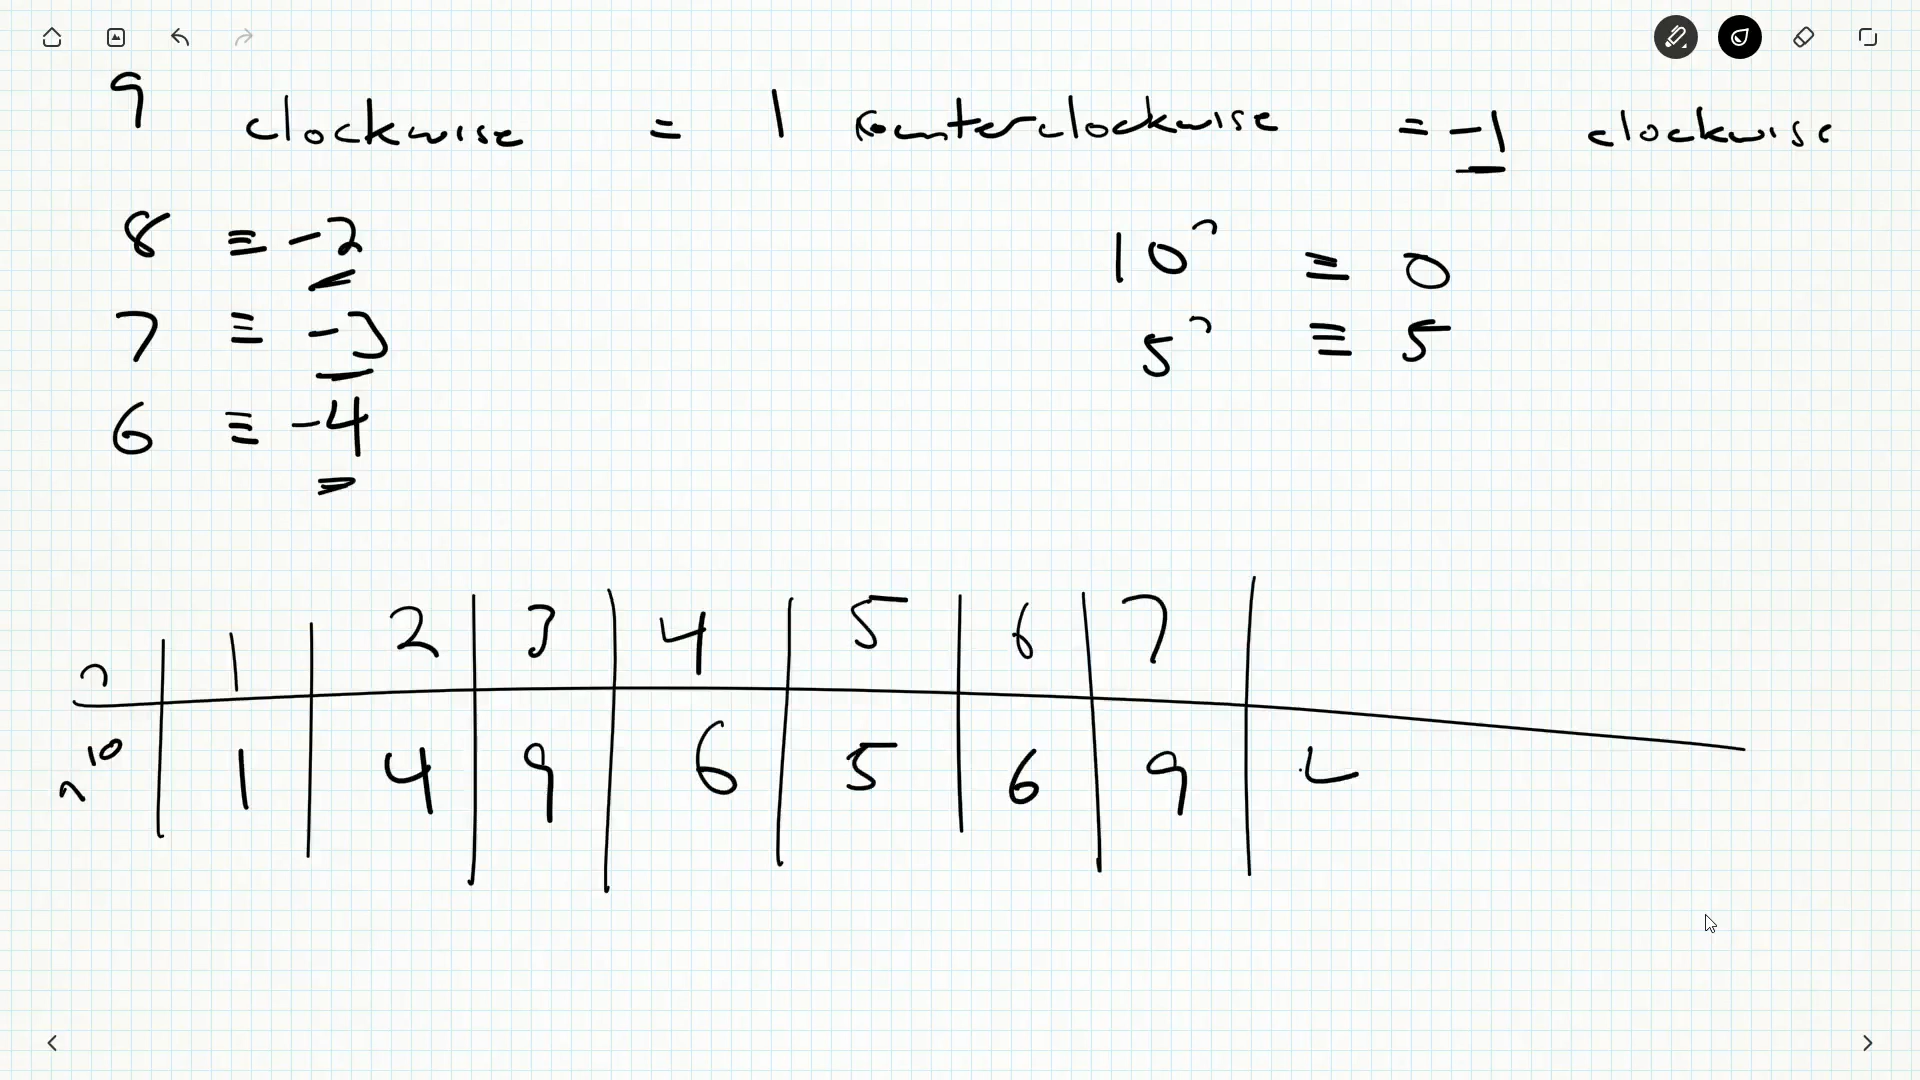 9 clockwise = 1 counterclockwise = -1 clockwise
8 ≡ -2
7 ≡ -3
6 ≡ -4
10^n ≡ 0
5^n ≡ 5
n | 1 | 2 | 3 | 4 | 5 | 6 | 7 |
n^10 | 1 | 4 | 9 | 6 | 5 | 6 | 9 |